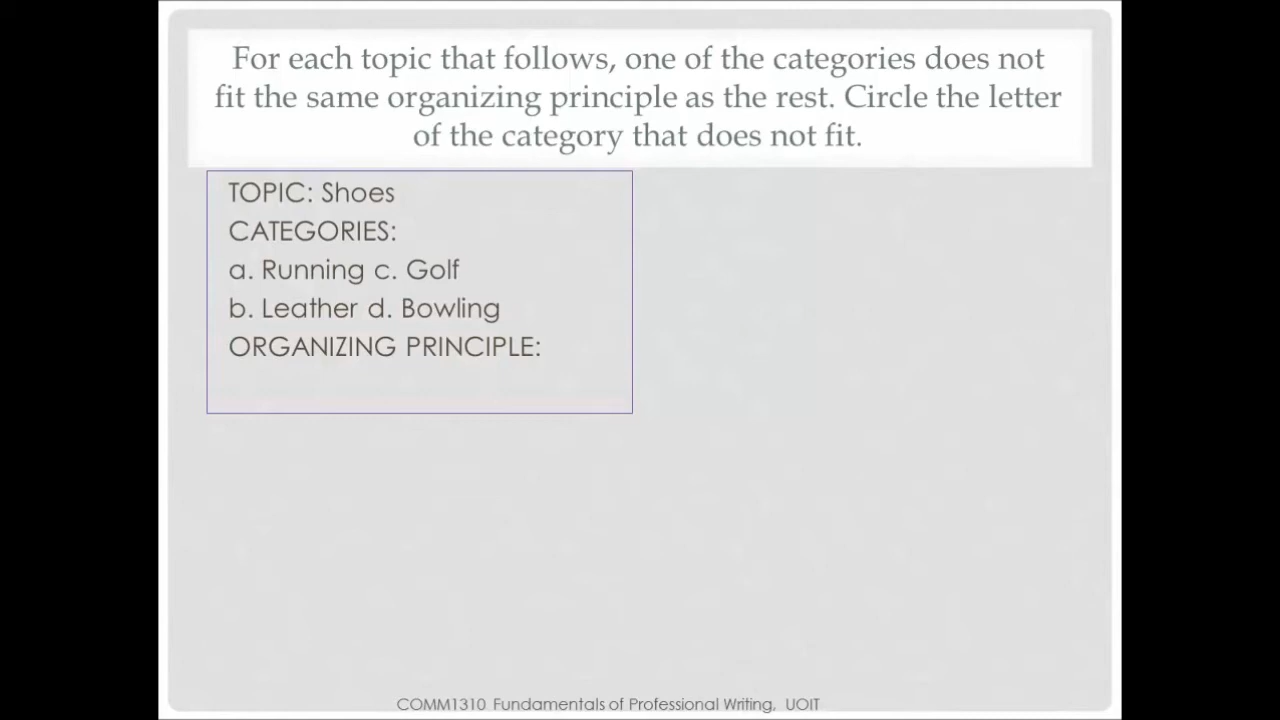 For each topic that follows, one of the categories does not
fit the same organizing principle as the rest. Circle the letter
of the category that does not fit.
TOPIC: Shoes
CATEGORIES:
a. Running c. Golf
b. Leather d. Bowling
ORGANIZING PRINCIPLE:
COMM1310 Fundamentals of Professional Writing, UOIT